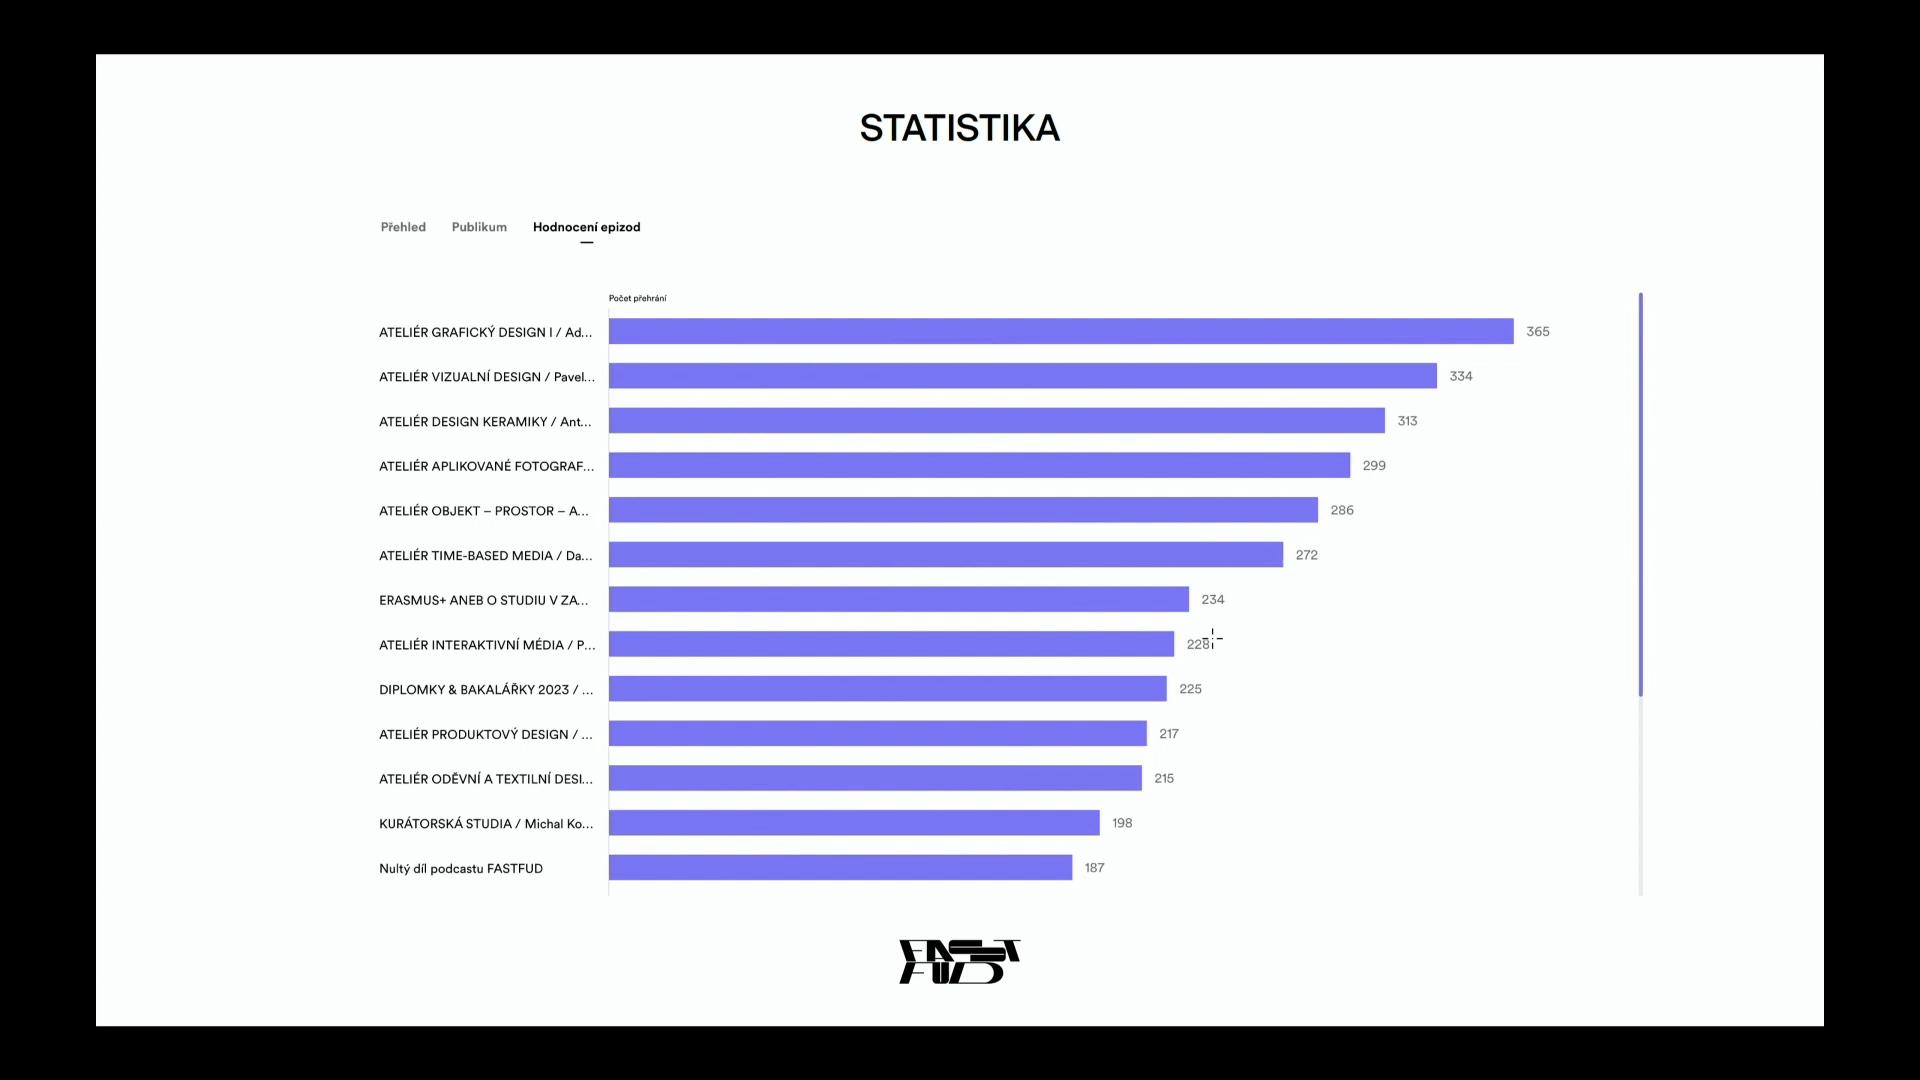 STATISTIKA
Přehled Publikum Hodnocení epizod
Počet přehrání
ATELIÉR GRAFICKÝ DESIGN I / Ad... 365
ATELIÉR VIZUALNÍ DESIGN / Pavel... 334
ATELIÉR DESIGN KERAMIKY / Ant... 313
ATELIÉR APLIKOVANÉ FOTOGRAF... 299
ATELIÉR OBJEKT – PROSTOR – A... 286
ATELIÉR TIME-BASED MEDIA / Da... 272
ERASMUS+ ANEB O STUDIU V ZA... 234
ATELIÉR INTERAKTIVNÍ MÉDIA / P... 228
DIPLOMKY & BAKALÁŘKY 2023 / ... 225
ATELIÉR PRODUKTOVÝ DESIGN / ... 217
ATELIÉR ODĚVNÍ A TEXTILNÍ DESI... 215
KURÁTORSKÁ STUDIA / Michal Ko... 198
Nultý díl podcastu FASTFUD 187
FAST
FUD